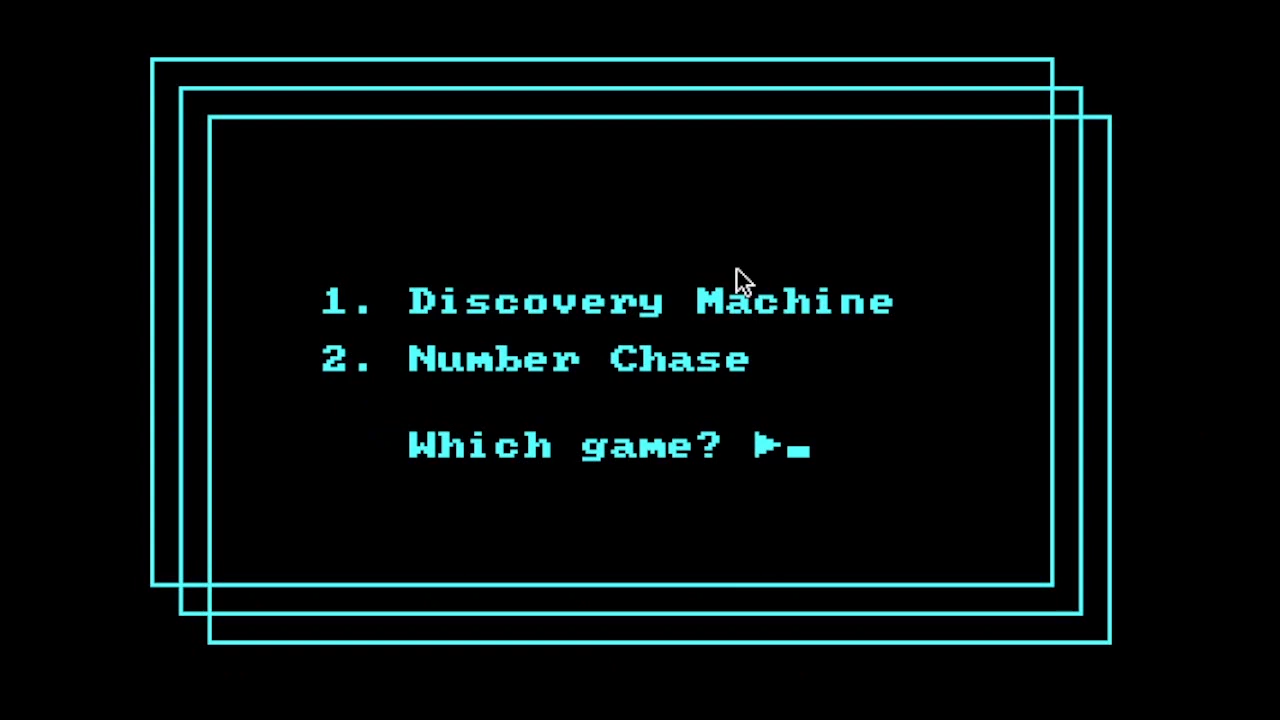 1. Discovery Machine
2. Number Chase
Which game? ►_